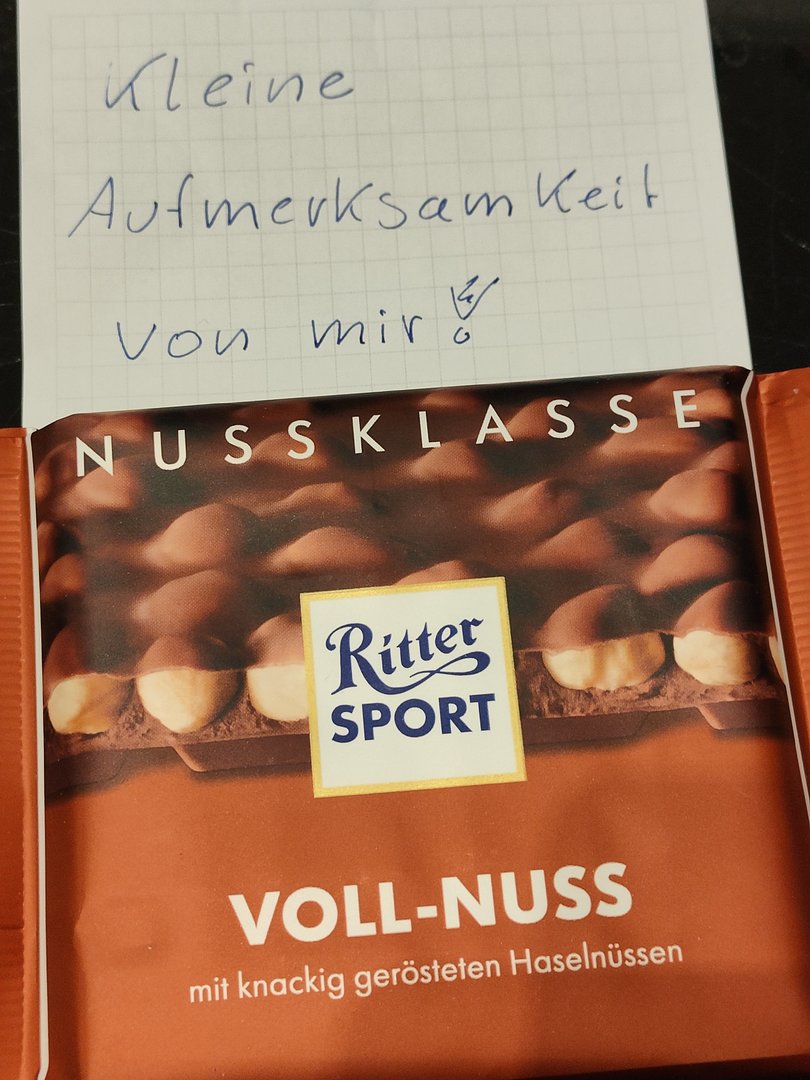 Kleine
Aufmerksamkeit
von mir!
NUSSKLASSE
Ritter
SPORT
VOLL-NUSS
mit knackig gerösteten Haselnüssen